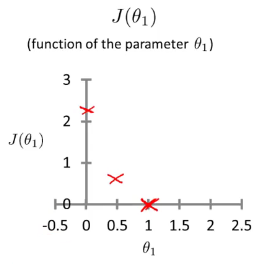 J(θ₁)
(function of the parameter θ₁)
3
2
J(θ₁)
1
0
-0.5 0 0.5 1 1.5 2 2.5
θ₁